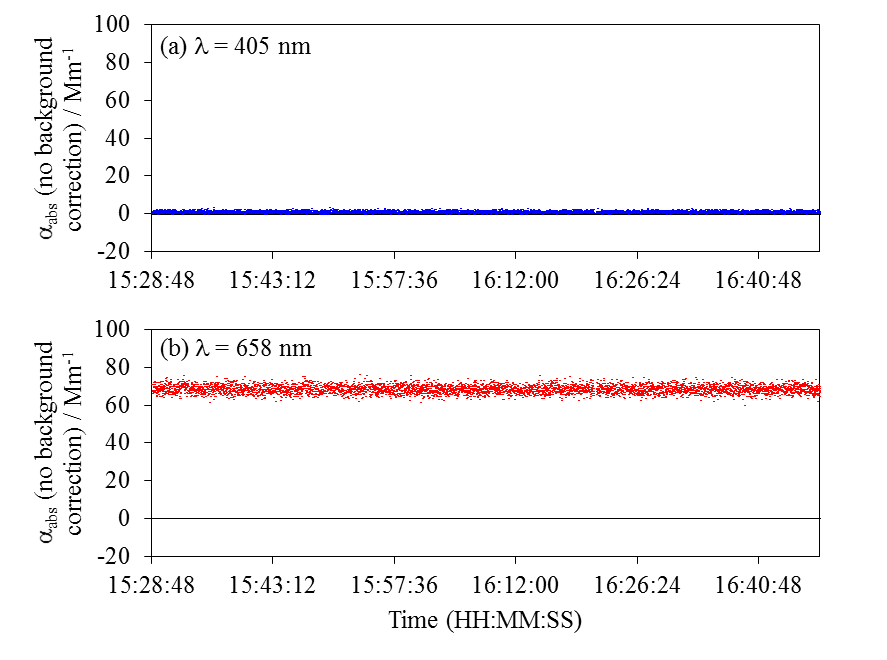 (a) λ = 405 nm
αabs (no background
correction) / Mm-1
100
80
60
40
20
0
-20
15:28:48 15:43:12 15:57:36 16:12:00 16:26:24 16:40:48
(b) λ = 658 nm
αabs (no background
correction) / Mm-1
100
80
60
40
20
0
-20
15:28:48 15:43:12 15:57:36 16:12:00 16:26:24 16:40:48
Time (HH:MM:SS)